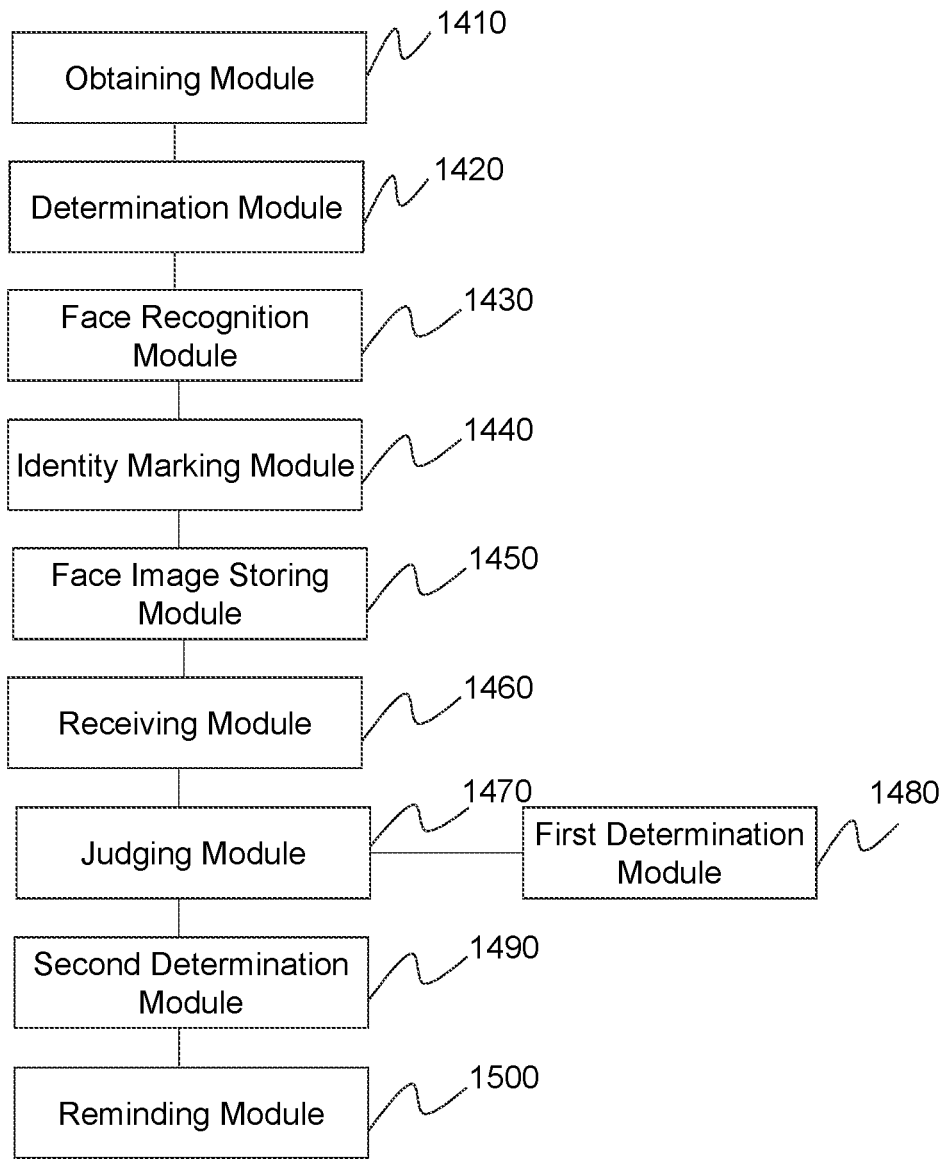 1410
Obtaining Module
1420
Determination Module
1430
Face Recognition
Module
1440
Identity Marking Module
1450
Face Image Storing
Module
1460
Receiving Module
1470
Judging Module
1480
First Determination
Module
1490
Second Determination
Module
1500
Reminding Module